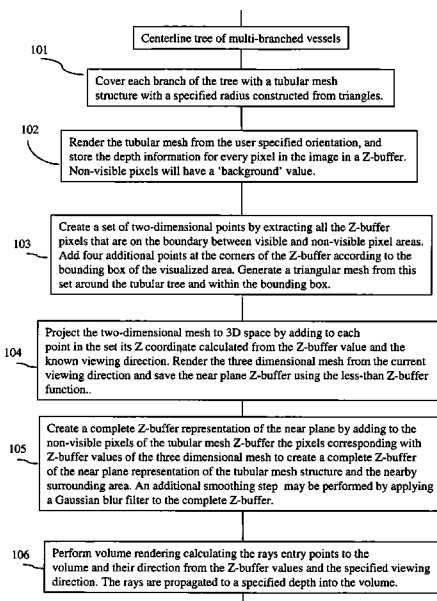 Centerline tree of multi-branched vessels
101
Cover each branch of the tree with a tubular mesh
structure with a specified radius constructed from triangles.
102
Render the tubular mesh from the user specified orientation, and
store the depth information for every pixel in the image in a Z-buffer.
Non-visible pixels will have a 'background' value.
103
Create a set of two-dimensional points by extracting all the Z-buffer
pixels that are on the boundary between visible and non-visible pixel areas.
Add four additional points at the corners of the Z-buffer according to the
bounding box of the visualized area. Generate a triangular mesh from this
set around the tubular tree and within the bounding box.
104
Project the two-dimensional mesh to 3D space by adding to each
point in the set its Z coordinate calculated from the Z-buffer value and the
known viewing direction. Render the three dimensional mesh from the current
viewing direction and save the near plane Z-buffer using the less-than Z-buffer
function..
105
Create a complete Z-buffer representation of the near plane by adding to the
non-visible pixels of the tubular mesh Z-buffer the pixels corresponding with
Z-buffer values of the three dimensional mesh to create a complete Z-buffer
of the near plane representation of the tubular mesh structure and the nearby
surrounding area. An additional smoothing step may be performed by applying
a Gaussian blur filter to the complete Z-buffer.
106
Perform volume rendering calculating the rays entry points to the
volume and their direction from the Z-buffer values and the specified viewing
direction. The rays are propagated to a specified depth into the volume.